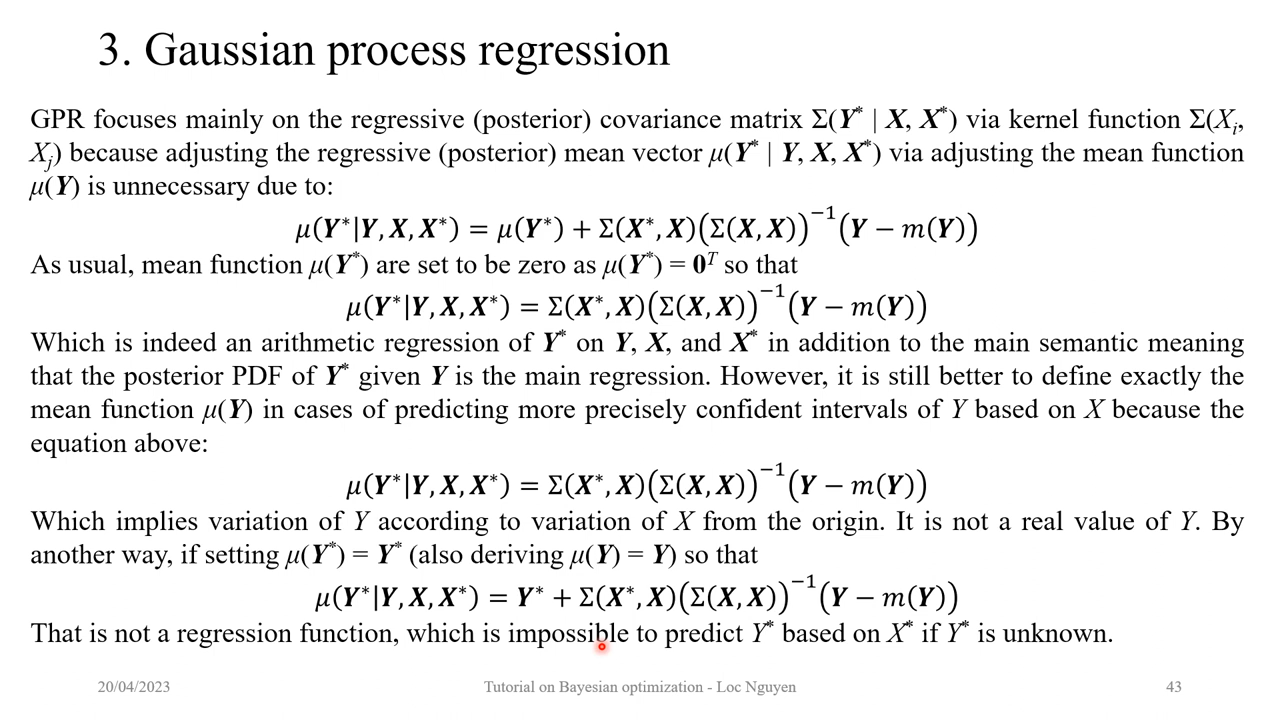 3. Gaussian process regression
GPR focuses mainly on the regressive (posterior) covariance matrix Σ(Y* | X, X*) via kernel function Σ(Xᵢ,
Xⱼ) because adjusting the regressive (posterior) mean vector μ(Y* | Y, X, X*) via adjusting the mean function
μ(Y) is unnecessary due to:
μ(Y*|Y, X, X*) = μ(Y*) + Σ(X*, X)(Σ(X, X))⁻¹(Y − m(Y))
As usual, mean function μ(Y*) are set to be zero as μ(Y*) = 0ᵀ so that
μ(Y*|Y, X, X*) = Σ(X*, X)(Σ(X, X))⁻¹(Y − m(Y))
Which is indeed an arithmetic regression of Y* on Y, X, and X* in addition to the main semantic meaning
that the posterior PDF of Y* given Y is the main regression. However, it is still better to define exactly the
mean function μ(Y) in cases of predicting more precisely confident intervals of Y based on X because the
equation above:
μ(Y*|Y, X, X*) = Σ(X*, X)(Σ(X, X))⁻¹(Y − m(Y))
Which implies variation of Y according to variation of X from the origin. It is not a real value of Y. By
another way, if setting μ(Y*) = Y* (also deriving μ(Y) = Y) so that
μ(Y*|Y, X, X*) = Y* + Σ(X*, X)(Σ(X, X))⁻¹(Y − m(Y))
That is not a regression function, which is impossible to predict Y* based on X* if Y* is unknown.
20/04/2023
Tutorial on Bayesian optimization - Loc Nguyen
43